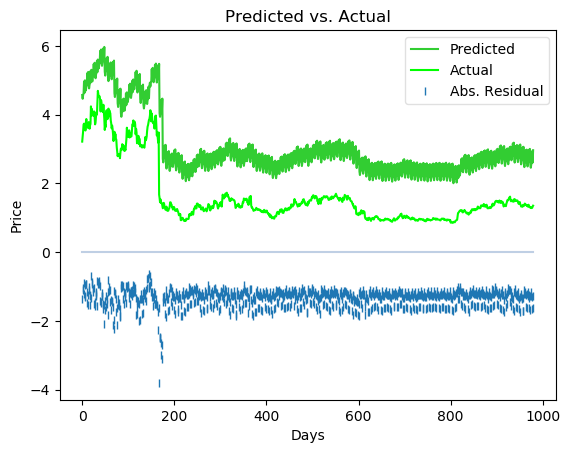 Predicted vs. Actual
Predicted
Actual
Abs. Residual
6
4
2
0
−2
−4
Price
0 200 400 600 800 1000
Days